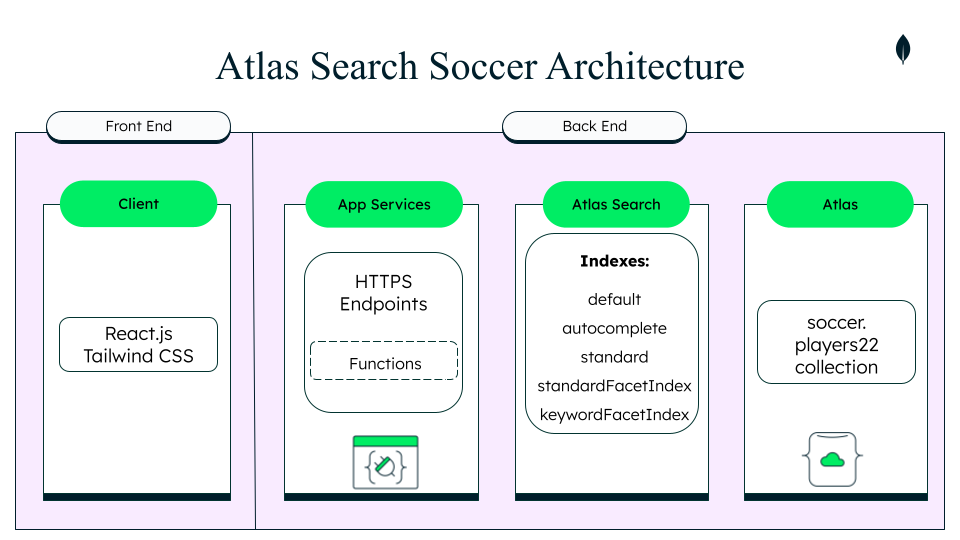 Atlas Search Soccer Architecture
Front End
Back End
Client
React.js
Tailwind CSS
App Services
HTTPS
Endpoints
Functions
Atlas Search
Indexes:
default
autocomplete
standard
standardFacetIndex
keywordFacetIndex
Atlas
soccer.
players22
collection